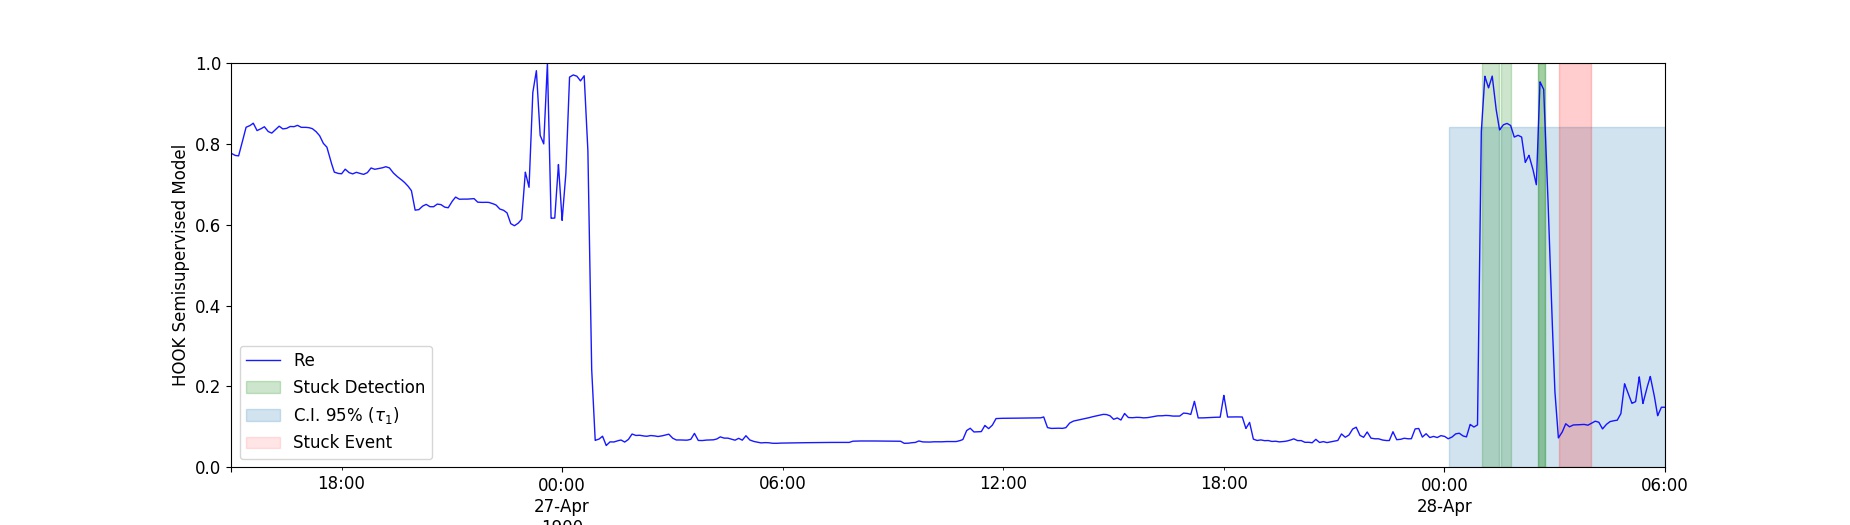 HOOK Semisupervised Model
1.0
0.8
0.6
0.4
0.2
0.0
Re
Stuck Detection
C.I. 95% (τ₁)
Stuck Event
18:00 00:00 06:00 12:00 18:00 00:00 06:00
27-Apr 28-Apr
1900